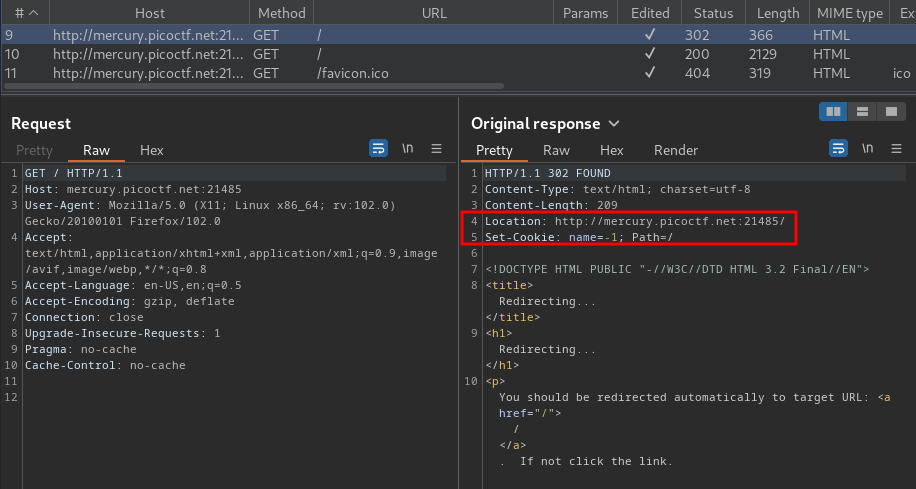 # Host Method URL Params Edited Status Length MIME type Ext
9 http://mercury.picoctf.net:21... GET / ✓ 302 366 HTML
10 http://mercury.picoctf.net:21... GET / ✓ 200 2129 HTML
11 http://mercury.picoctf.net:21... GET /favicon.ico ✓ 404 319 HTML ico
Request
Pretty Raw Hex \n
1 GET / HTTP/1.1
2 Host: mercury.picoctf.net:21485
3 User-Agent: Mozilla/5.0 (X11; Linux x86_64; rv:102.0)
Gecko/20100101 Firefox/102.0
4 Accept:
text/html,application/xhtml+xml,application/xml;q=0.9,image
/avif,image/webp,*/*;q=0.8
5 Accept-Language: en-US,en;q=0.5
6 Accept-Encoding: gzip, deflate
7 Connection: close
8 Upgrade-Insecure-Requests: 1
9 Pragma: no-cache
10 Cache-Control: no-cache
11
12
Original response
Pretty Raw Hex Render \n
1 HTTP/1.1 302 FOUND
2 Content-Type: text/html; charset=utf-8
3 Content-Length: 209
4 Location: http://mercury.picoctf.net:21485/
5 Set-Cookie: name=-1; Path=/
6
7 <!DOCTYPE HTML PUBLIC "-//W3C//DTD HTML 3.2 Final//EN">
8 <title>
Redirecting...
</title>
9 <h1>
Redirecting...
</h1>
10 <p>
You should be redirected automatically to target URL: <a
href="/">
/
</a>
. If not click the link.